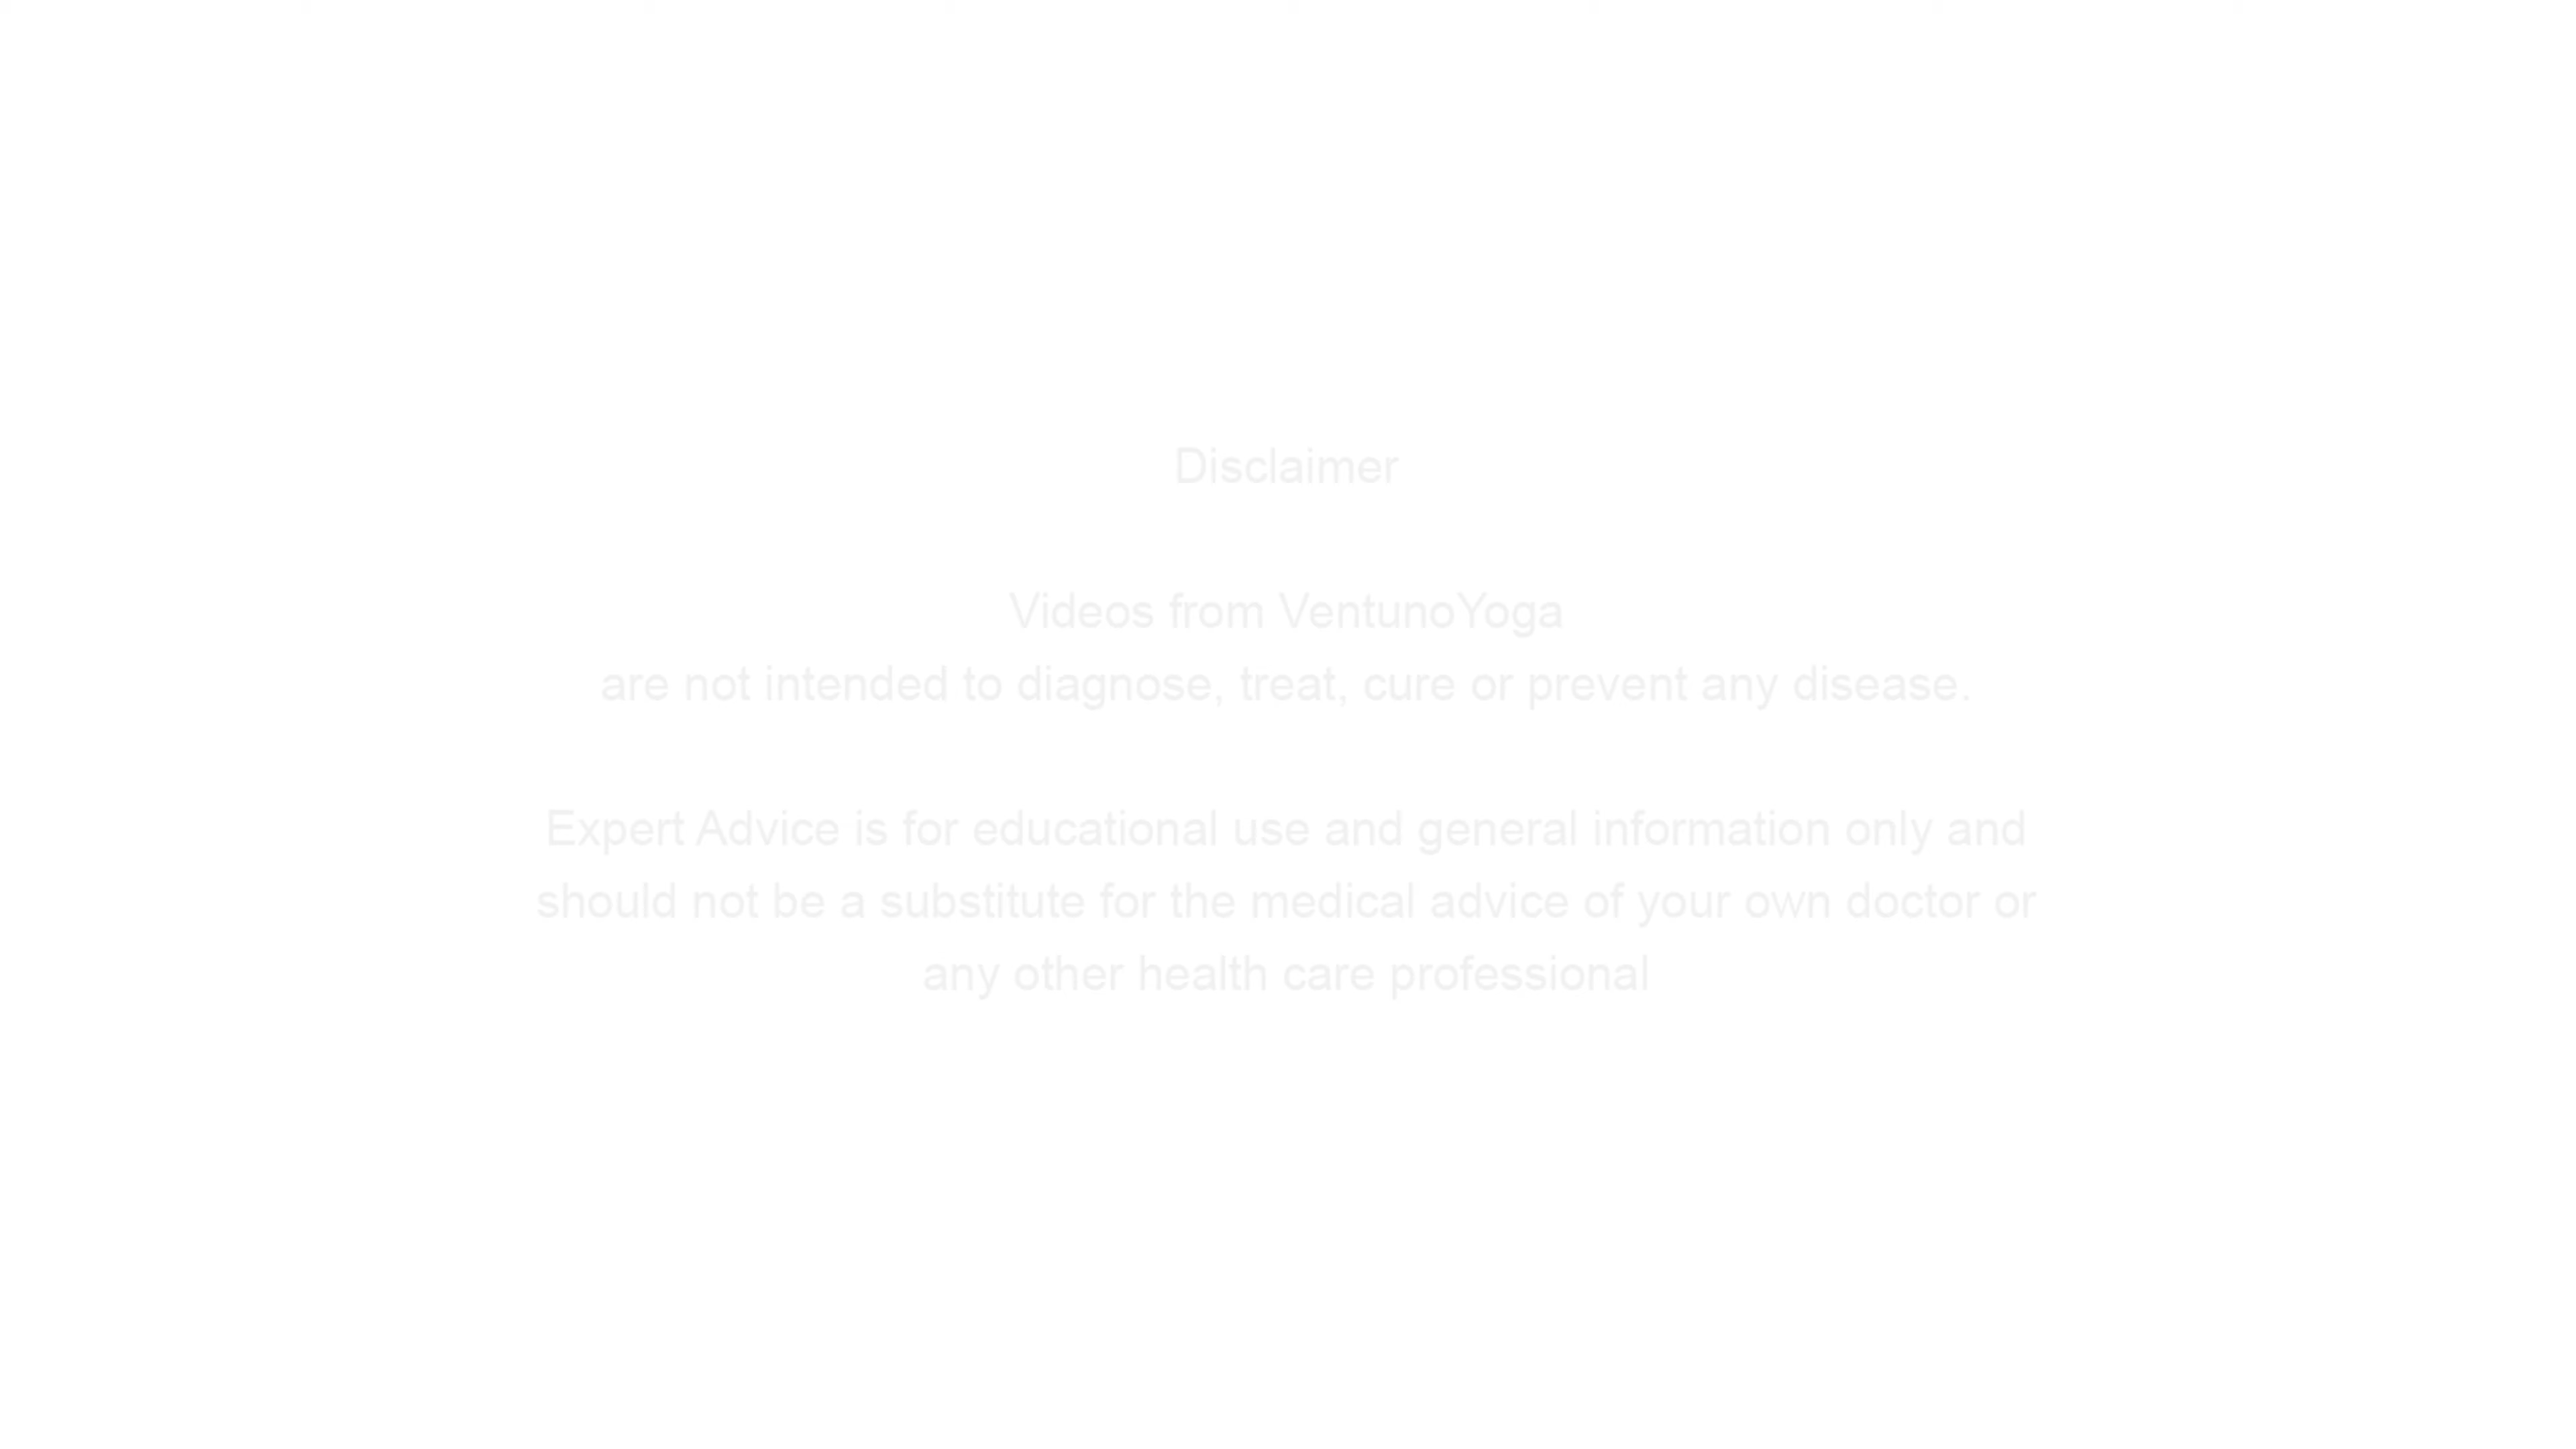 Disclaimer
Videos from VentunoYoga
are not intended to diagnose, treat, cure or prevent any disease.
Expert Advice is for educational use and general information only and
should not be a substitute for the medical advice of your own doctor or
any other health care professional